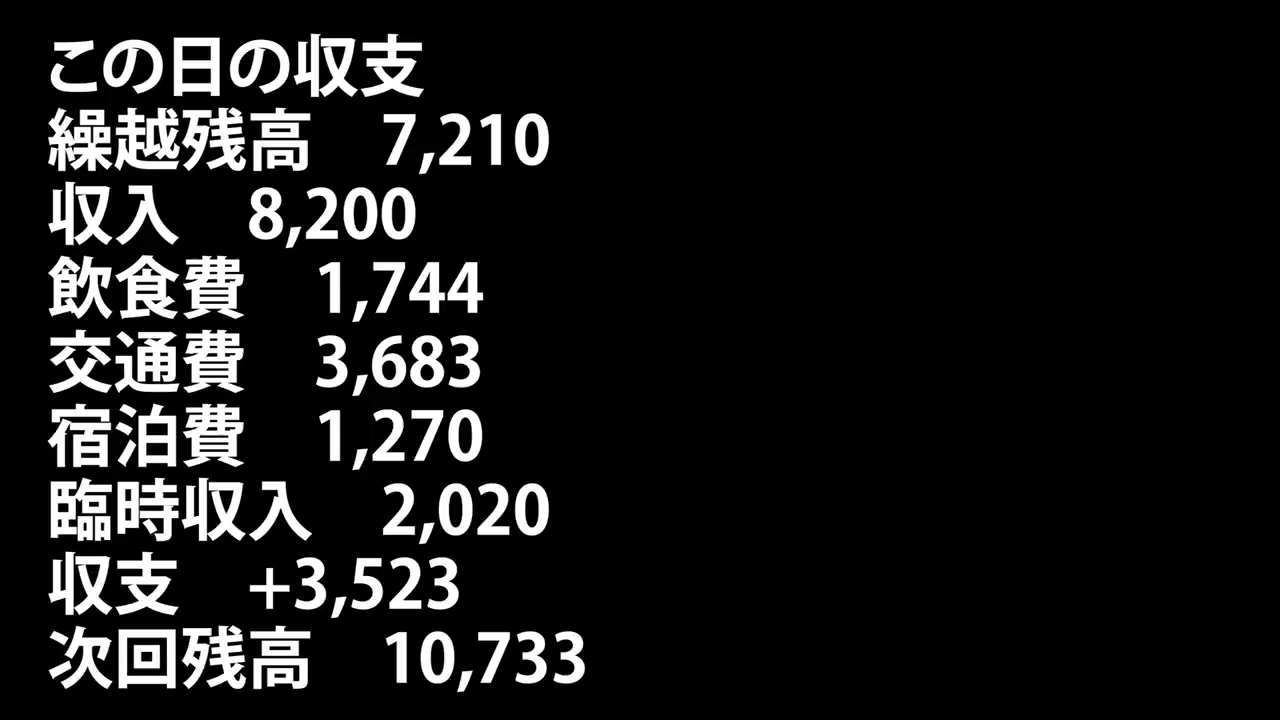 この日の収支
繰越残高　7,210
収入　8,200
飲食費　1,744
交通費　3,683
宿泊費　1,270
臨時収入　2,020
収支　+3,523
次回残高　10,733